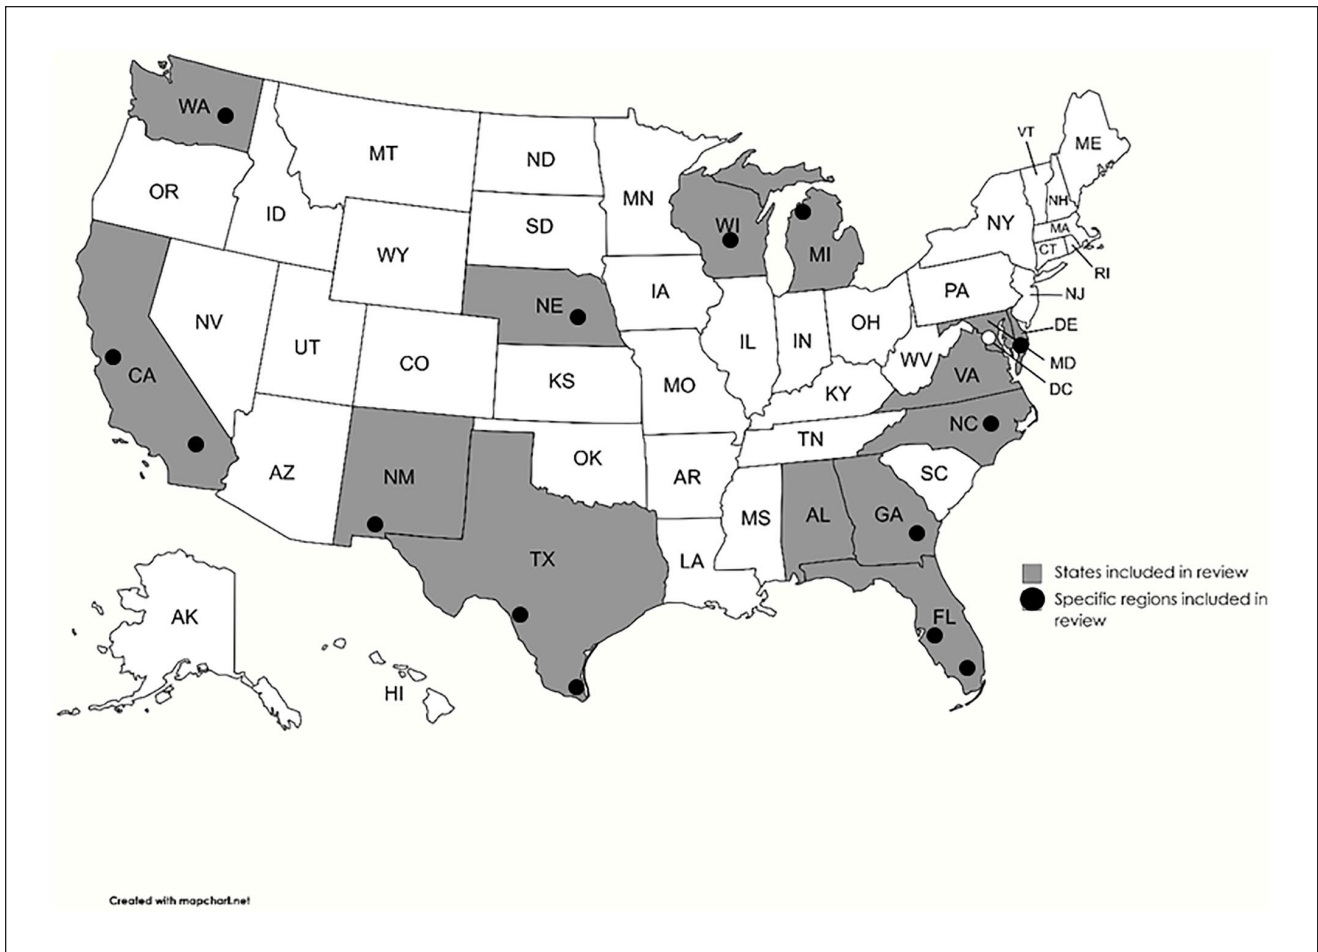 WA
MT
ND
MN
VT
ME
OR
ID
SD
WI
MI
NY
NH
MA
CT
RI
WY
NE
IA
PA
NJ
NV
UT
CO
KS
MO
IL
IN
OH
WV
VA
DE
MD
DC
CA
KY
AZ
NM
OK
AR
TN
NC
SC
TX
LA
MS
AL
GA
FL
AK
HI
States included in review
Specific regions included in
review
Created with mapchart.net